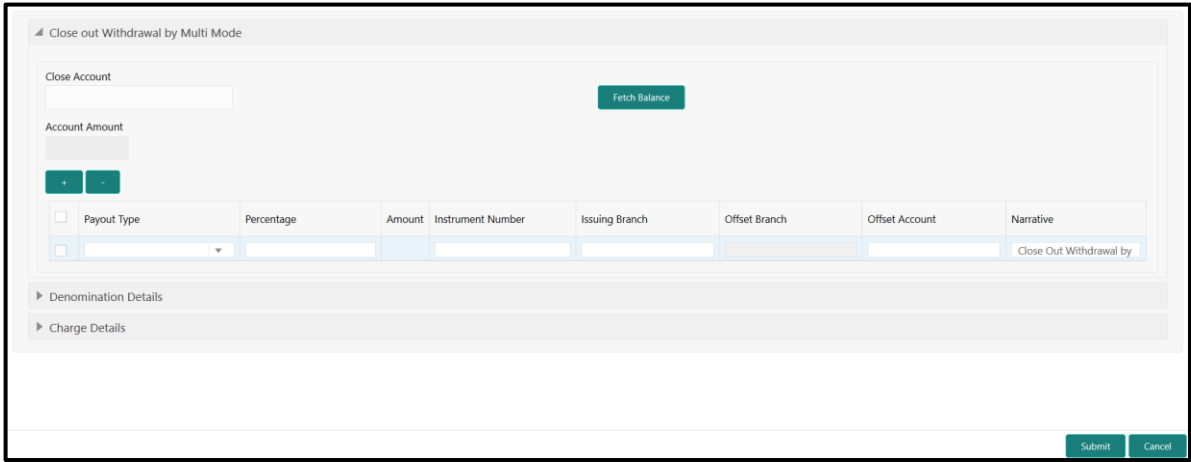 Close out Withdrawal by Multi Mode
Close Account
Fetch Balance
Account Amount
+ -
Payout Type Percentage Amount Instrument Number Issuing Branch Offset Branch Offset Account Narrative
Close Out Withdrawal by
Denomination Details
Charge Details
Submit Cancel